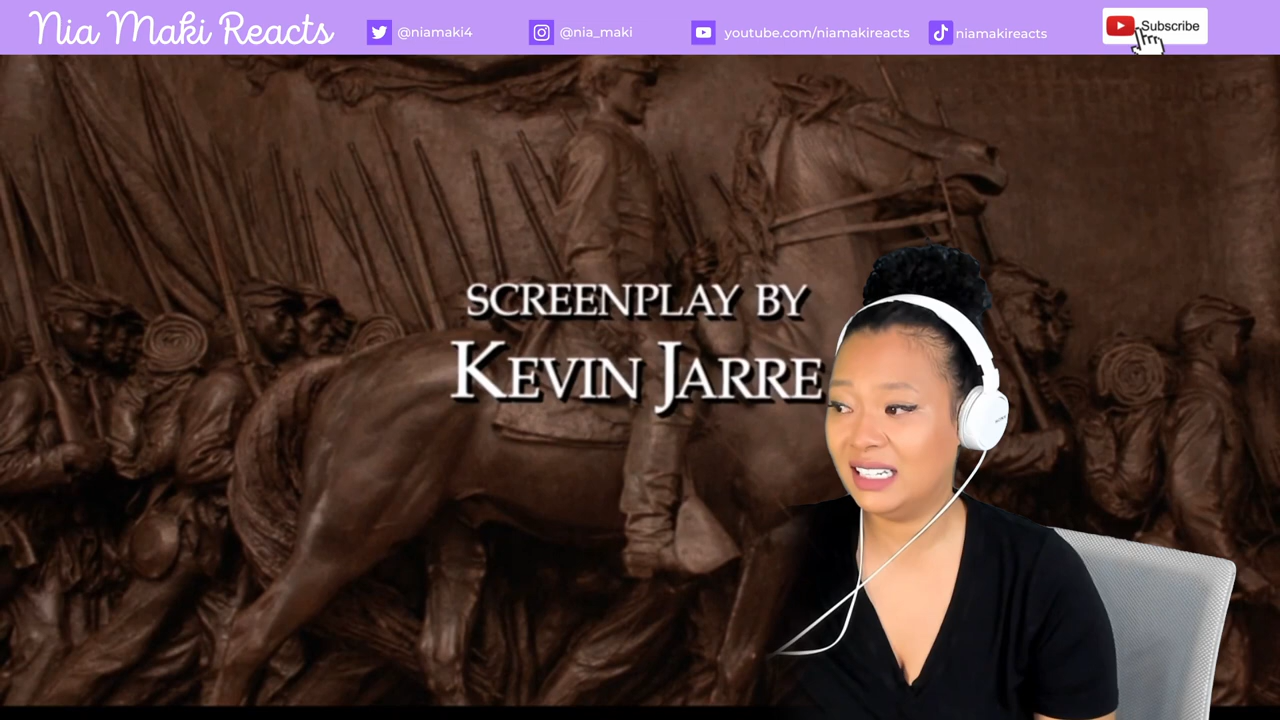 Nia Maki Reacts
@niamaki4
@nia_maki
youtube.com/niamakireacts
niamakireacts
Subscribe
SCREENPLAY BY
KEVIN JARRE